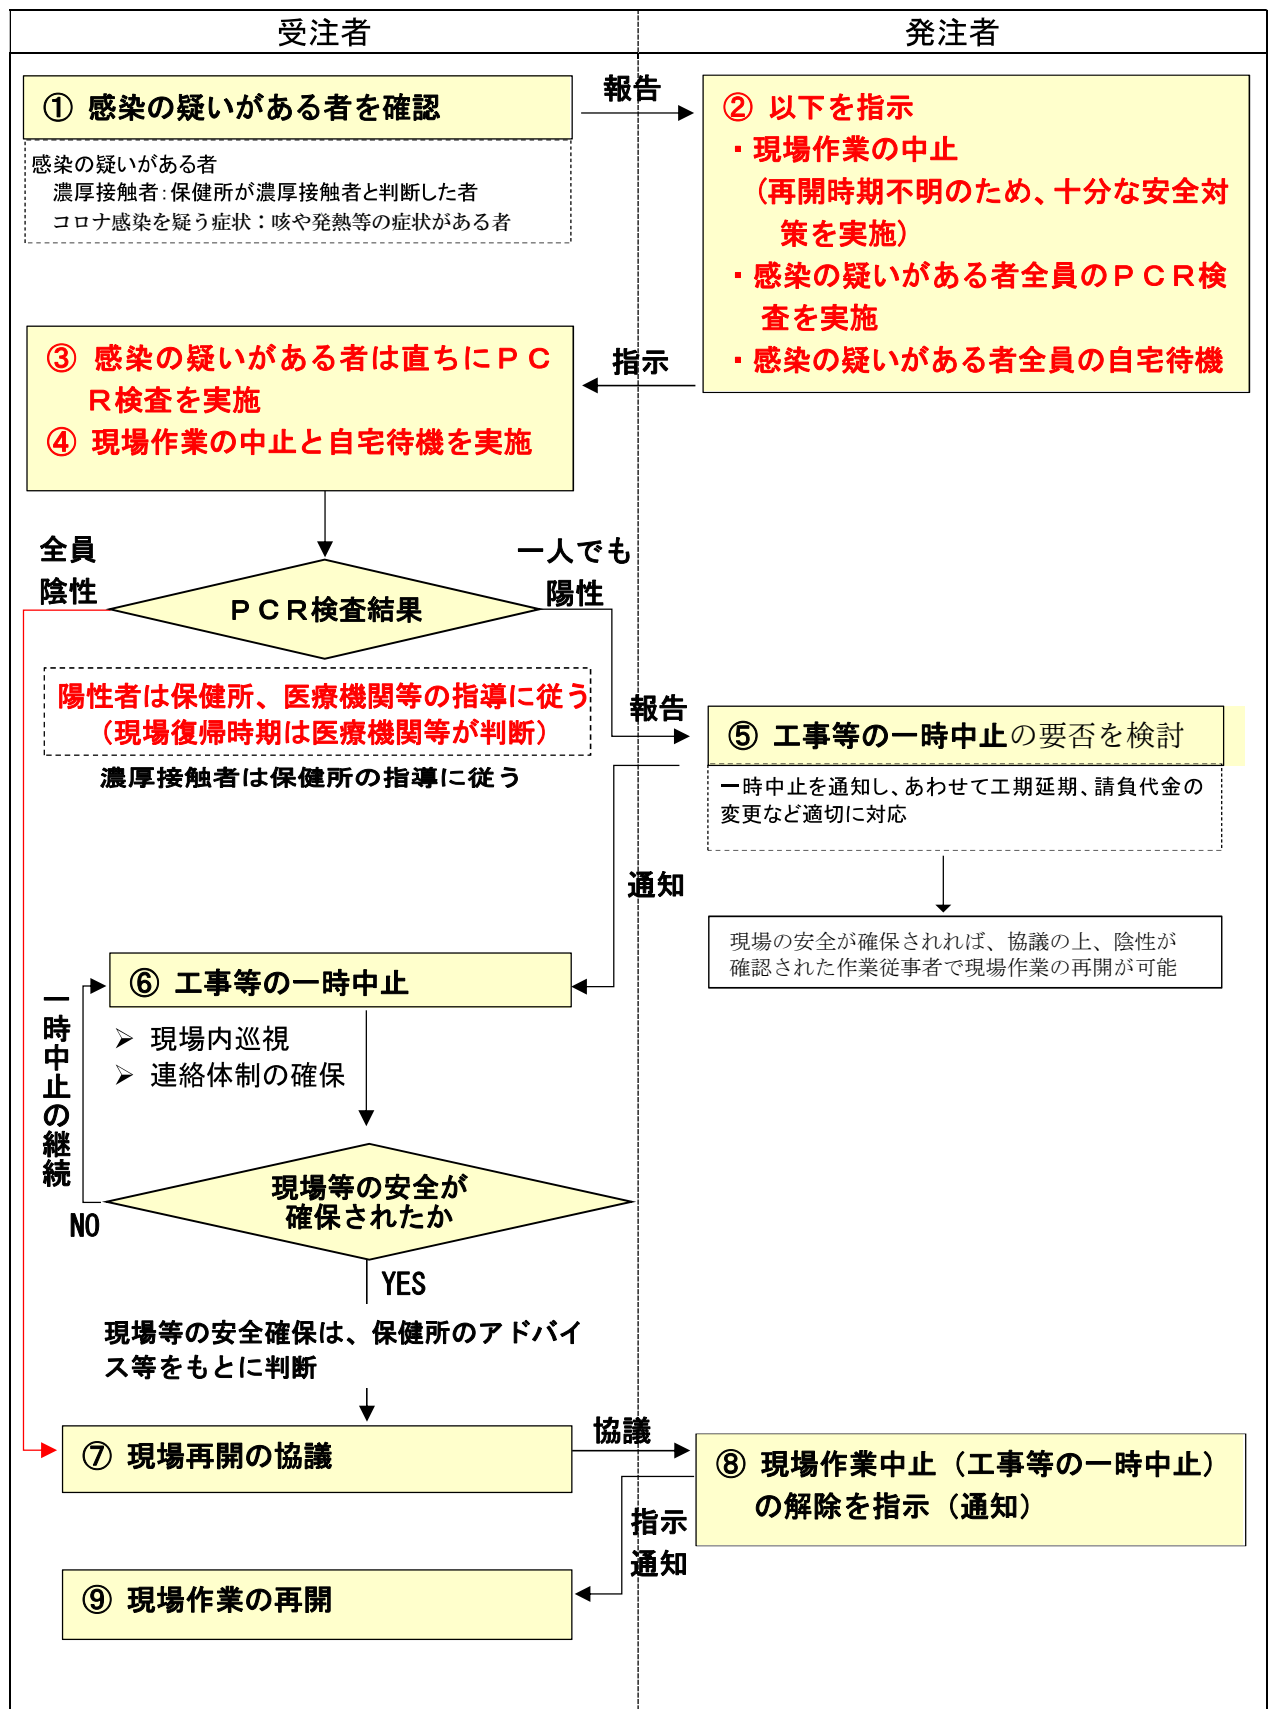 受注者
発注者
① 感染の疑いがある者を確認
報告
感染の疑いがある者
濃厚接触者：保健所が濃厚接触者と判断した者
コロナ感染を疑う症状：咳や発熱等の症状がある者
② 以下を指示
・現場作業の中止
（再開時期不明のため、十分な安全対
策を実施）
・感染の疑いがある者全員のＰＣＲ検
査を実施
・感染の疑いがある者全員の自宅待機
指示
③ 感染の疑いがある者は直ちにＰＣ
Ｒ検査を実施
④ 現場作業の中止と自宅待機を実施
全員
陰性
一人でも
陽性
ＰＣＲ検査結果
陽性者は保健所、医療機関等の指導に従う
（現場復帰時期は医療機関等が判断）
濃厚接触者は保健所の指導に従う
報告
⑤ 工事等の一時中止の要否を検討
一時中止を通知し、あわせて工期延期、請負代金の
変更など適切に対応
通知
現場の安全が確保されれば、協議の上、陰性が
確認された作業従事者で現場作業の再開が可能
⑥ 工事等の一時中止
➢ 現場内巡視
➢ 連絡体制の確保
一時中止の継続
現場等の安全が
確保されたか
NO
YES
現場等の安全確保は、保健所のアドバイ
ス等をもとに判断
⑦ 現場再開の協議
協議
⑧ 現場作業中止（工事等の一時中止）
の解除を指示（通知）
指示
通知
⑨ 現場作業の再開